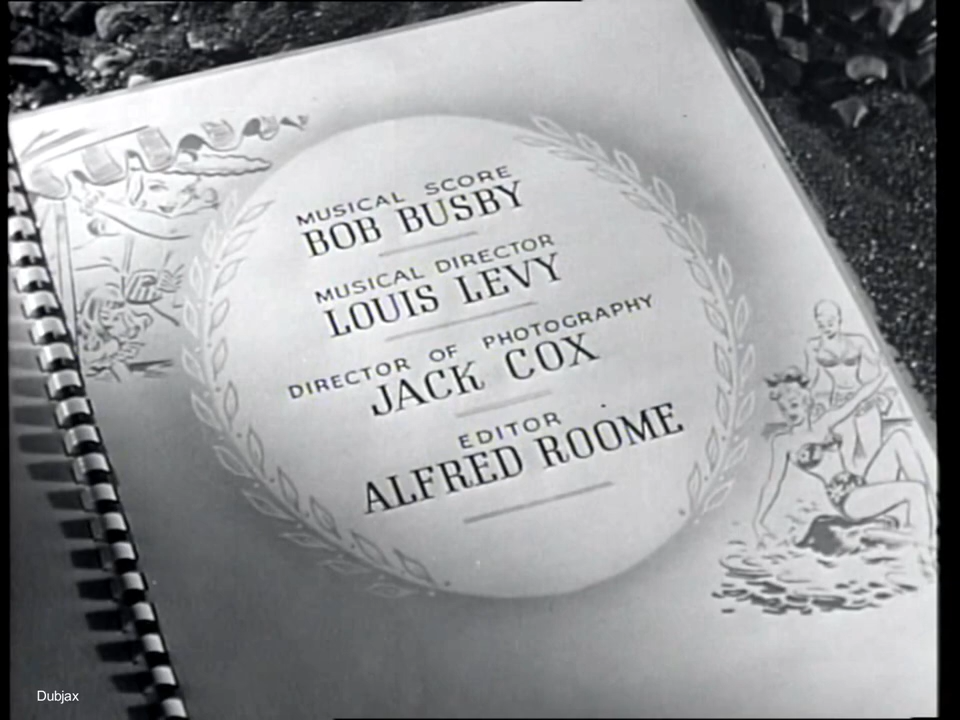 MUSICAL SCORE
BOB BUSBY
MUSICAL DIRECTOR
LOUIS LEVY
DIRECTOR OF PHOTOGRAPHY
JACK COX
EDITOR
ALFRED ROOME
Dubjax